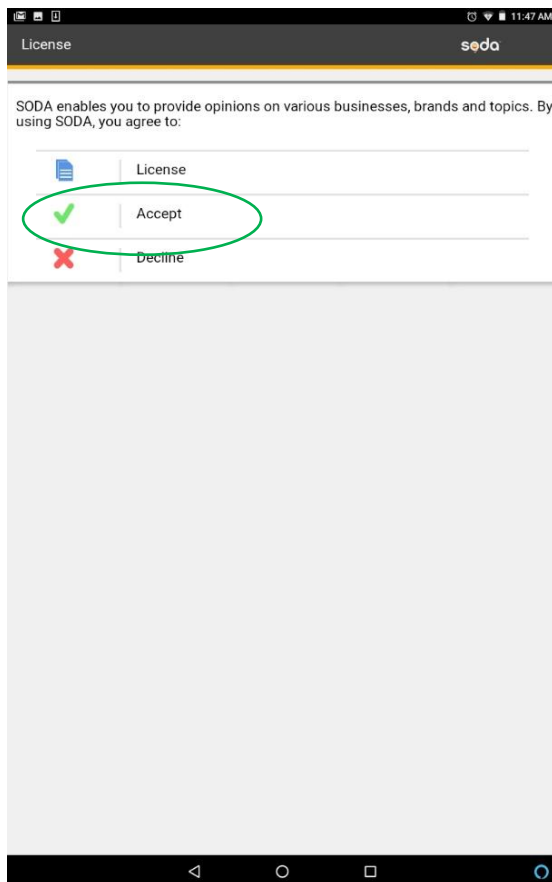 11:47 AM
License
soda
SODA enables you to provide opinions on various businesses, brands and topics. By
using SODA, you agree to:
License
Accept
Decline